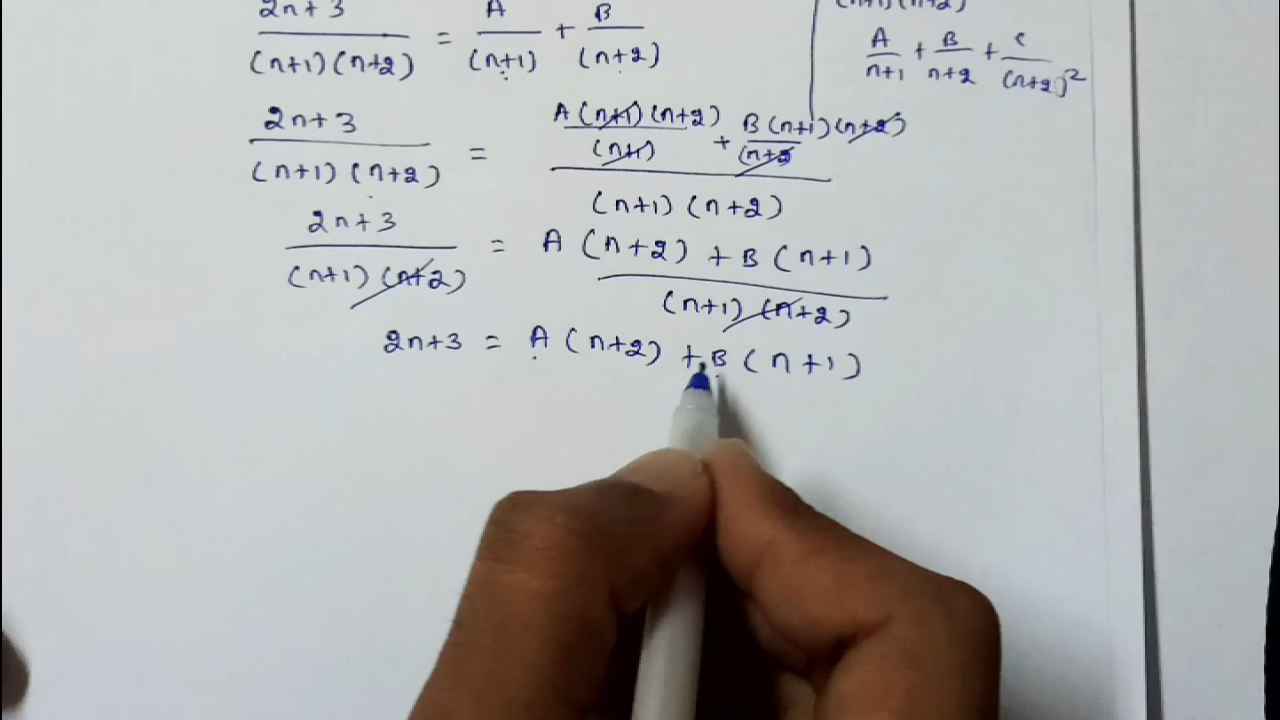 2n+3/(n+1)(n+2) = A/(n+1) + B/(n+2)
A/n+1 + B/n+2 + C/(n+2)²
2n+3/(n+1)(n+2) = A(n+1)(n+2)/(n+1) + B(n+1)(n+2)/(n+2)
(n+1)(n+2)
2n+3/(n+1)(n+2) = A(n+2) + B(n+1)/(n+1)(n+2)
2n+3 = A(n+2) + B(n+1)